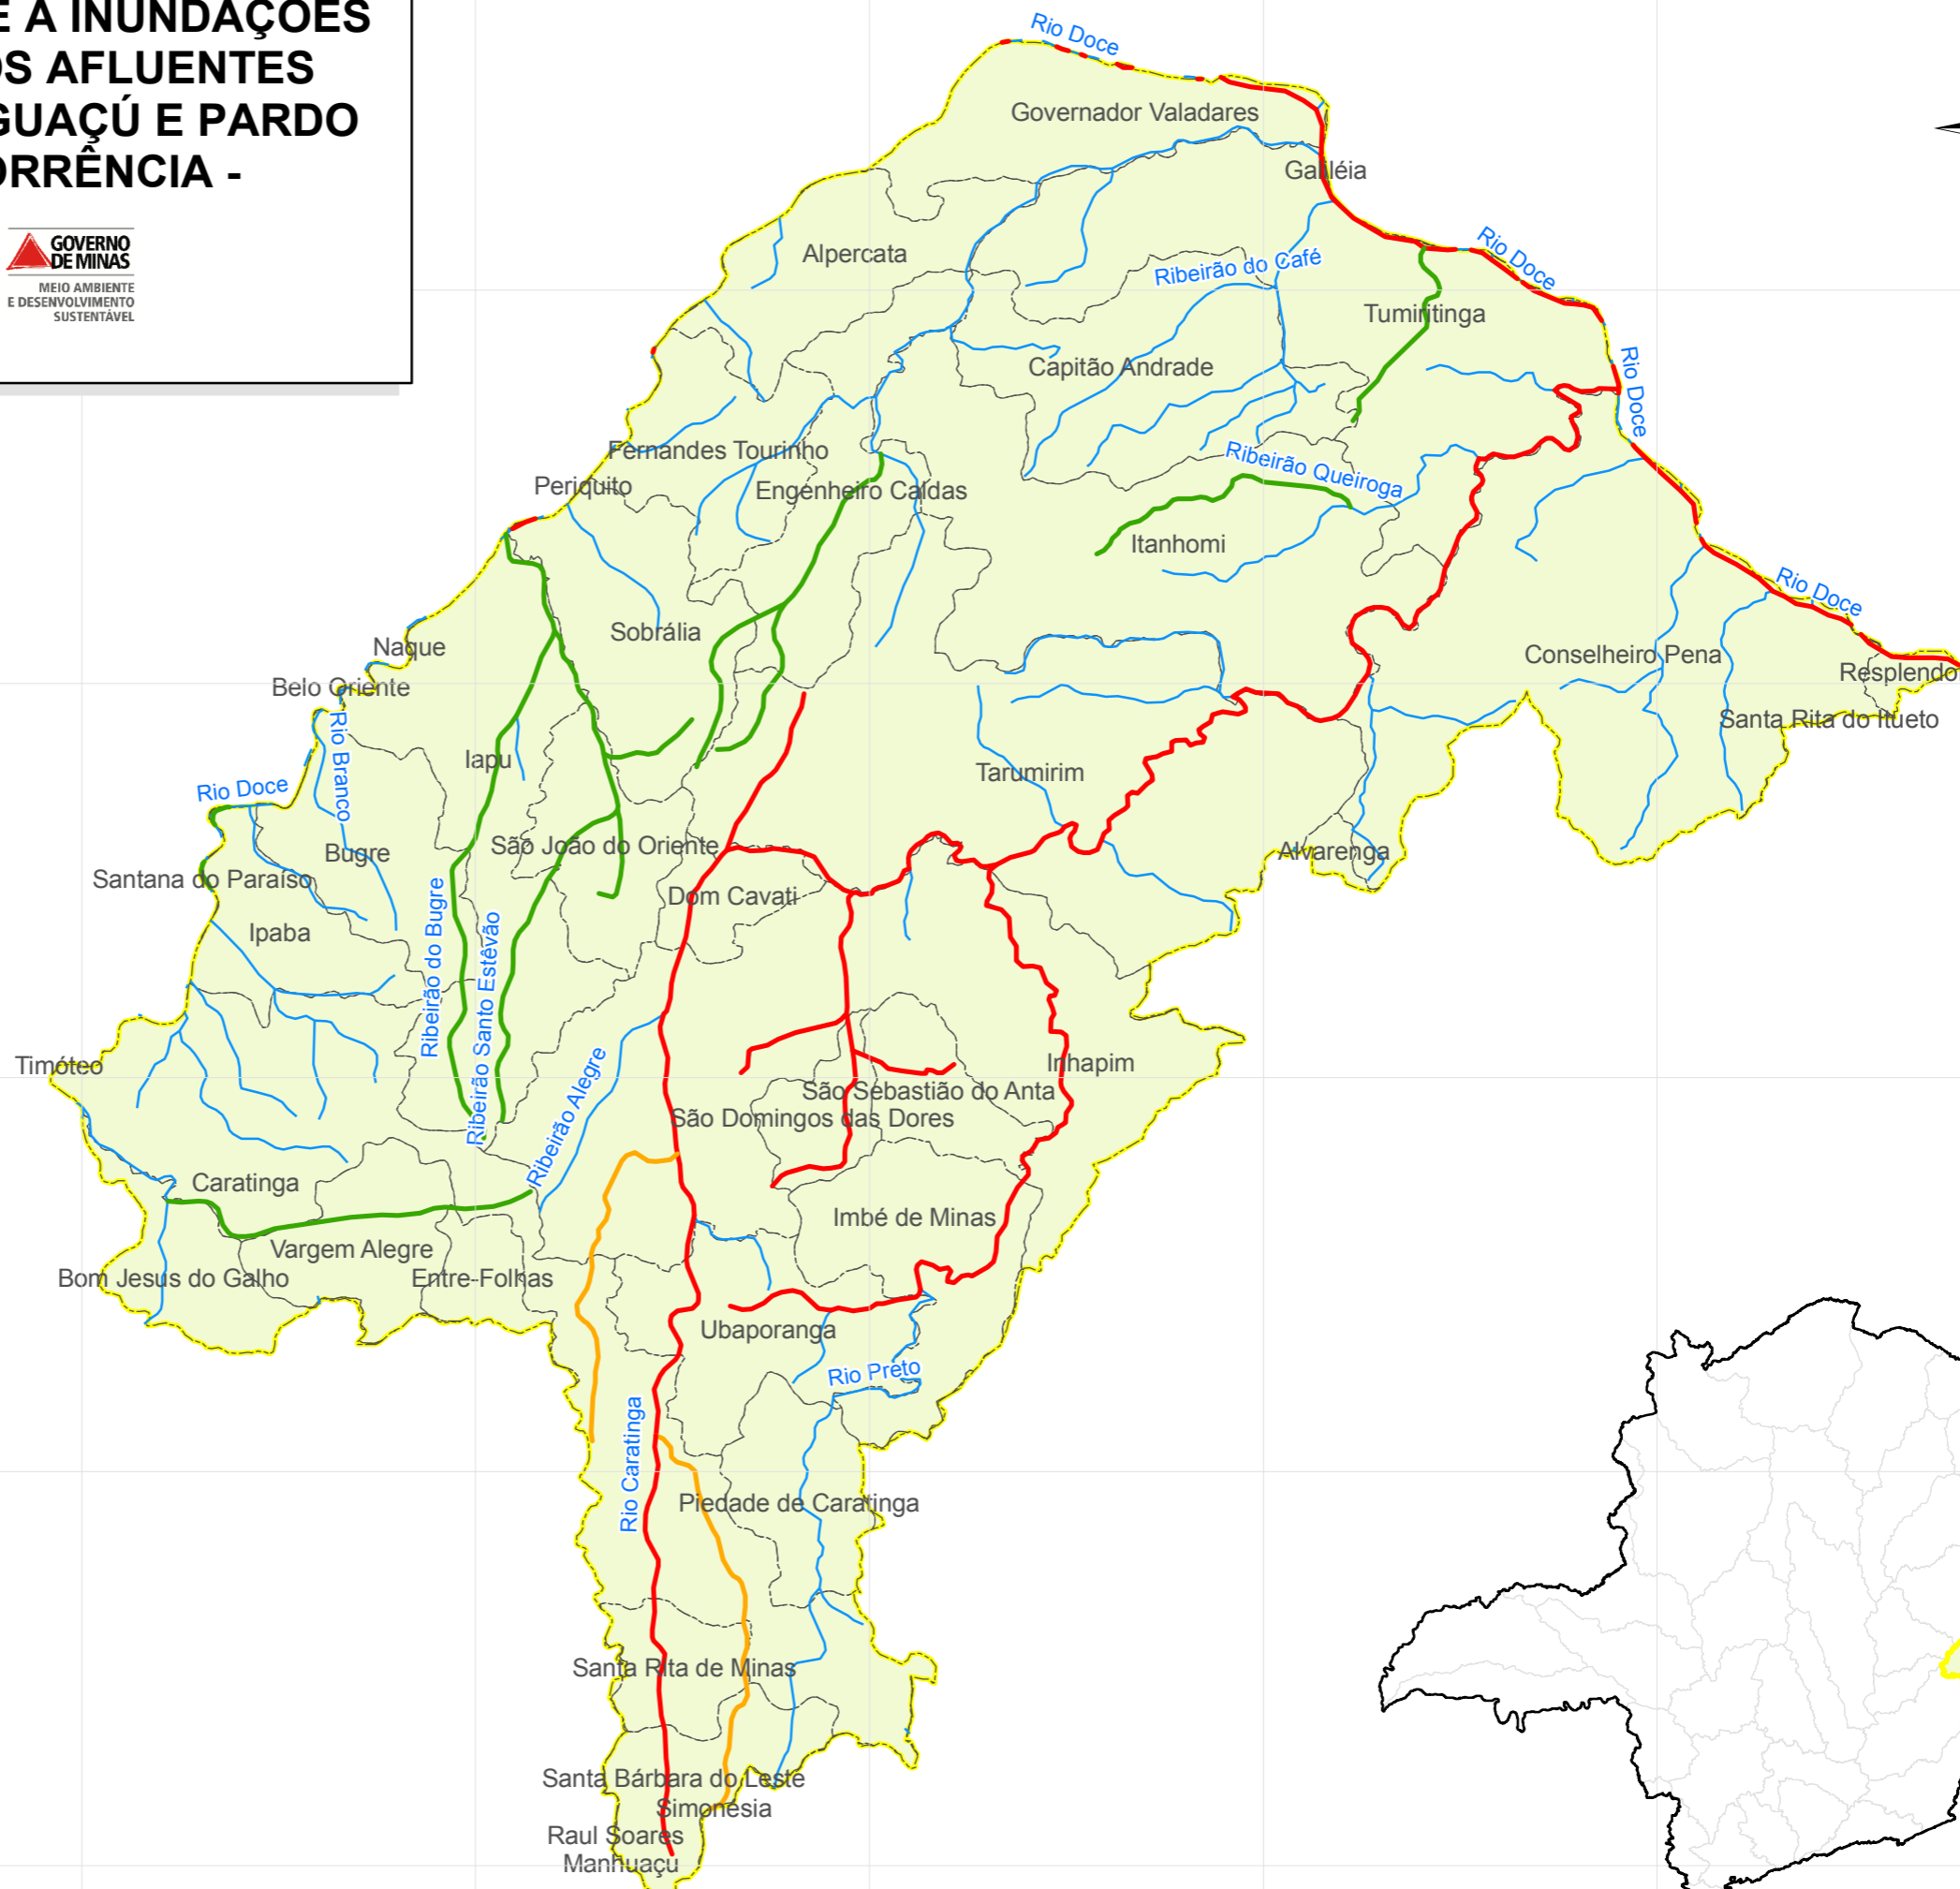 E A INUNDAÇÕES
OS AFLUENTES
GUAÇÚ E PARDO
ORRÊNCIA -
GOVERNO
DE MINAS
MEIO AMBIENTE
E DESENVOLVIMENTO
SUSTENTÁVEL
Rio Doce
Governador Valadares
Galiléia
Alpercata
Rio Doce
Ribeirão do Café
Tumiritinga
Capitão Andrade
Rio Doce
Fernandes Tourinho
Ribeirão Queiroga
Periquito
Engenheiro Caldas
Itanhomi
Rio Doce
Sobrália
Naque
Conselheiro Pena
Resplendo
Belo Oriente
Santa Rita do Itueto
Rio Branco
Iapu
Tarumirim
Rio Doce
São João do Oriente
Bugre
Alvarenga
Santana do Paraíso
Dom Cavati
Ipaba
Ribeirão do Bugre
Ribeirão Santo Estêvão
Timóteo
Inhapim
São Sebastião do Anta
São Domingos das Dores
Ribeirão Alegre
Caratinga
Imbé de Minas
Vargem Alegre
Bom Jesus do Galho
Entre-Folhas
Ubaporanga
Rio Preto
Rio Caratinga
Piedade de Caratinga
Santa Rita de Minas
Santa Bárbara do Leste
Simonésia
Raul Soares
Manhuaçu